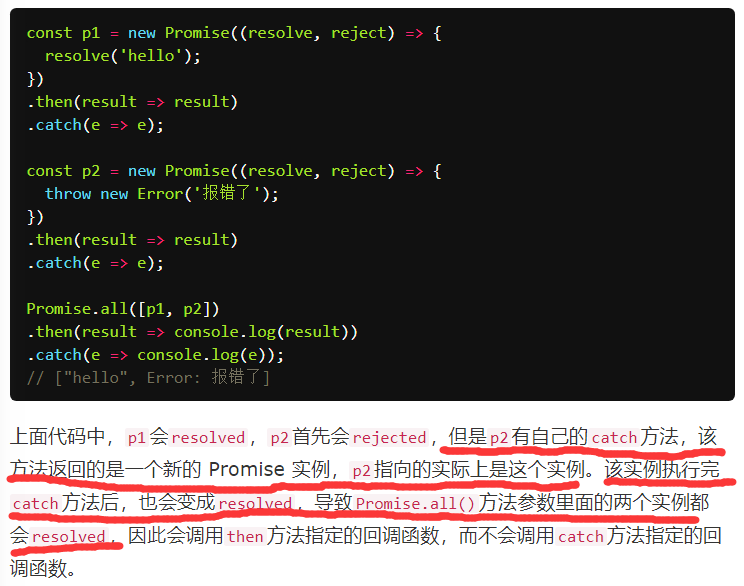 const p1 = new Promise((resolve, reject) => {
  resolve('hello');
})
.then(result => result)
.catch(e => e);

const p2 = new Promise((resolve, reject) => {
  throw new Error('报错了');
})
.then(result => result)
.catch(e => e);

Promise.all([p1, p2])
.then(result => console.log(result))
.catch(e => console.log(e));
// ["hello", Error: 报错了]
上面代码中，p1会resolved，p2首先会rejected，但是p2有自己的catch方法，该
方法返回的是一个新的 Promise 实例，p2指向的实际上是这个实例。该实例执行完
catch方法后，也会变成resolved，导致Promise.all()方法参数里面的两个实例都
会resolved，因此会调用then方法指定的回调函数，而不会调用catch方法指定的回
调函数。